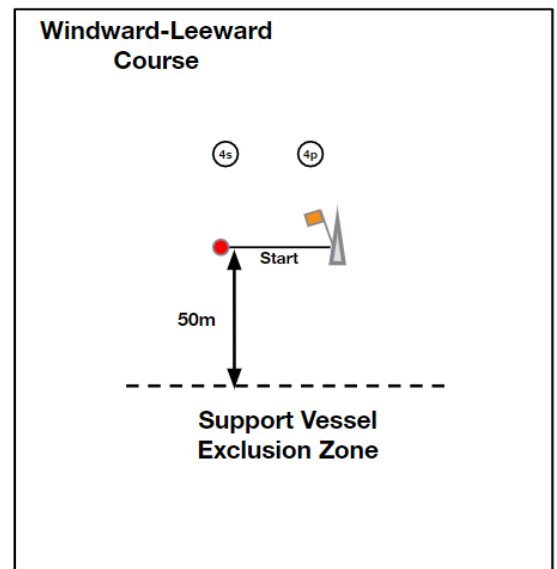 Windward-Leeward
Course
4s
4p
Start
50m
Support Vessel
Exclusion Zone